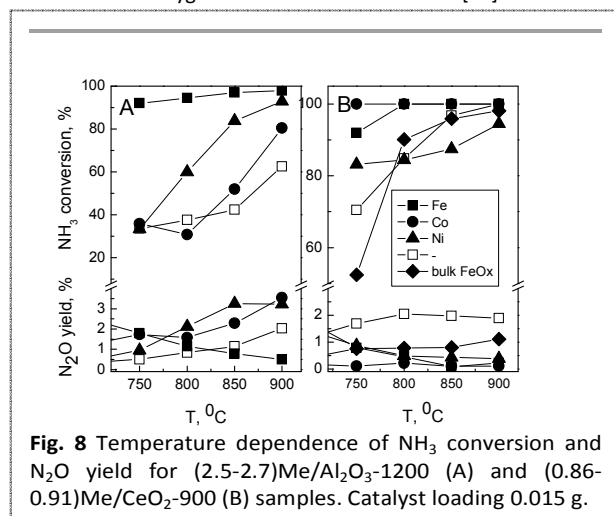 A
B
NH3 conversion, %
100
80
60
40
20
0
N2O yield, %
3
2
1
0
750 800 850 900
T, ⁰C
100
80
60
2
1
0
750 800 850 900
T, ⁰C
Fe
Co
Ni
-
bulk FeOx
Fig. 8 Temperature dependence of NH3 conversion and
N2O yield for (2.5-2.7)Me/Al2O3-1200 (A) and (0.86-
0.91)Me/CeO2-900 (B) samples. Catalyst loading 0.015 g.